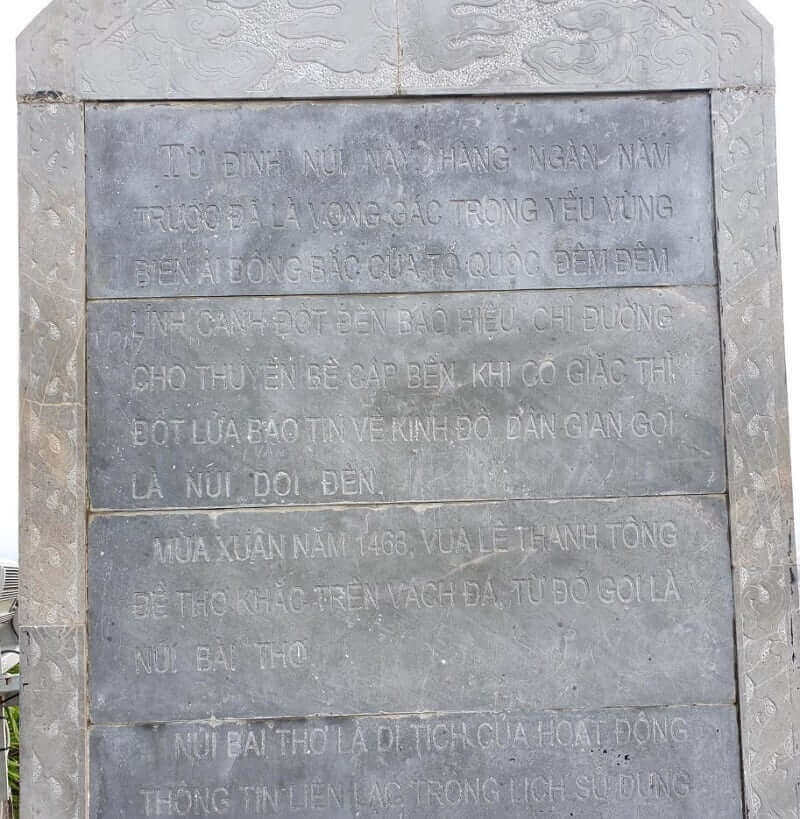 TỪ ĐỈNH NÚI NÀY, HÀNG NGÀN NĂM
TRƯỚC ĐÃ LÀ VỌNG GÁC TRỌNG YẾU VÙNG
BIÊN ẢI ĐÔNG BẮC CỦA TỔ QUỐC. ĐÊM ĐÊM,
LÍNH CANH ĐỐT ĐÈN BÁO HIỆU, CHỈ ĐƯỜNG
CHO THUYỀN BÈ CẬP BẾN. KHI CÓ GIẶC THÌ
ĐỐT LỬA BÁO TIN VỀ KINH ĐÔ. DÂN GIAN GỌI
LÀ NÚI DỌI ĐÈN.
MÙA XUÂN NĂM 1468, VUA LÊ THÁNH TÔNG
ĐỀ THƠ KHẮC TRÊN VÁCH ĐÁ, TỪ ĐÓ GỌI LÀ
NÚI BÀI THƠ
NÚI BÀI THƠ LÀ DI TÍCH CỦA HOẠT ĐỘNG
THÔNG TIN LIÊN LẠC TRONG LỊCH SỬ DỰNG